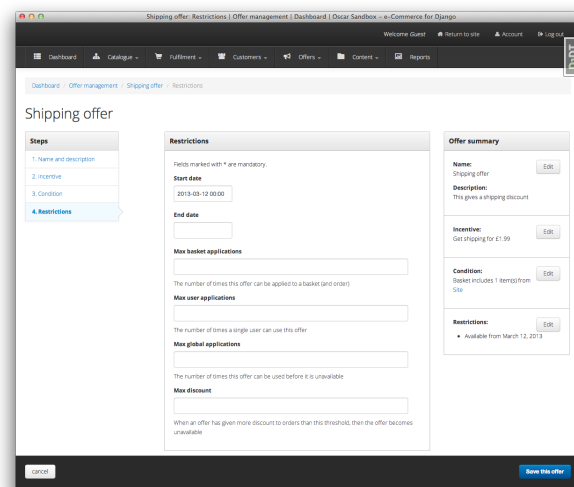 Shipping offer: Restrictions | Offer management | Dashboard | Oscar Sandbox – e-Commerce for Django
Welcome Guest Return to site Account Log out
Dashboard Catalogue Fulfilment Customers Offers Content Reports
DjDT
Dashboard / Offer management / Shipping offer / Restrictions
Shipping offer
Steps
1. Name and description
2. Incentive
3. Condition
4. Restrictions
Restrictions
Fields marked with * are mandatory.
Start date
2013-03-12 00:00
End date
Max basket applications
The number of times this offer can be applied to a basket (and order)
Max user applications
The number of times a single user can use this offer
Max global applications
The number of times this offer can be used before it is unavailable
Max discount
When an offer has given more discount to orders than this threshold, then the offer becomes
unavailable
Offer summary
Name:
Edit
Shipping offer
Description:
This gives a shipping discount
Incentive:
Edit
Get shipping for £1.99
Condition:
Edit
Basket includes 1 item(s) from
Site
Restrictions:
Edit
Available from March 12, 2013
cancel
Save this offer